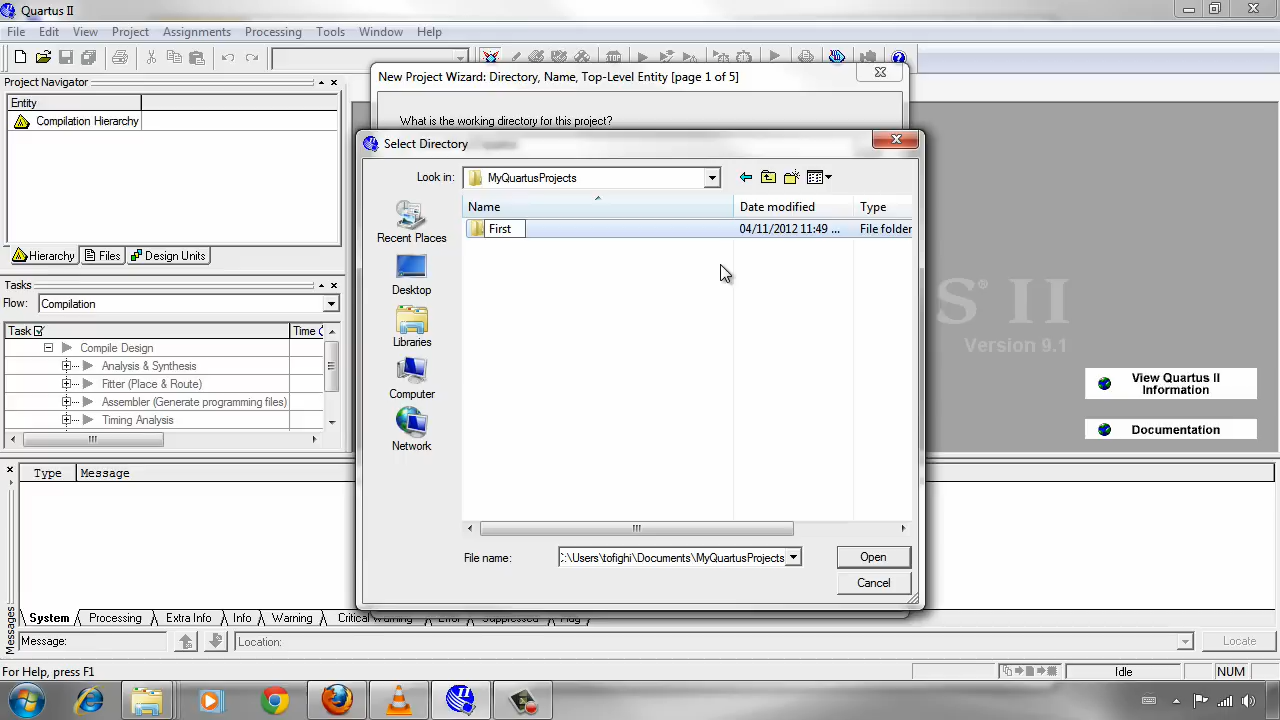 Quartus II
File Edit View Project Assignments Processing Tools Window Help
Project Navigator
Entity
Compilation Hierarchy
Hierarchy Files Design Units
Tasks
Flow: Compilation
Task Time
Compile Design
Analysis & Synthesis
Fitter (Place & Route)
Assembler (Generate programming files)
Timing Analysis
New Project Wizard: Directory, Name, Top-Level Entity [page 1 of 5]
What is the working directory for this project?
Select Directory
Look in: MyQuartusProjects
Name Date modified Type
First 04/11/2012 11:49 ... File folder
Recent Places
Desktop
Libraries
Computer
Network
File name: :\Users\tofighi\Documents\MyQuartusProjects
Open
Cancel
S® II
Version 9.1
View Quartus II
Information
Documentation
Type Message
Messages
System Processing Extra Info Info Warning Critical Warning Error Suppressed Flag
Message: Location: Locate
For Help, press F1 Idle NUM